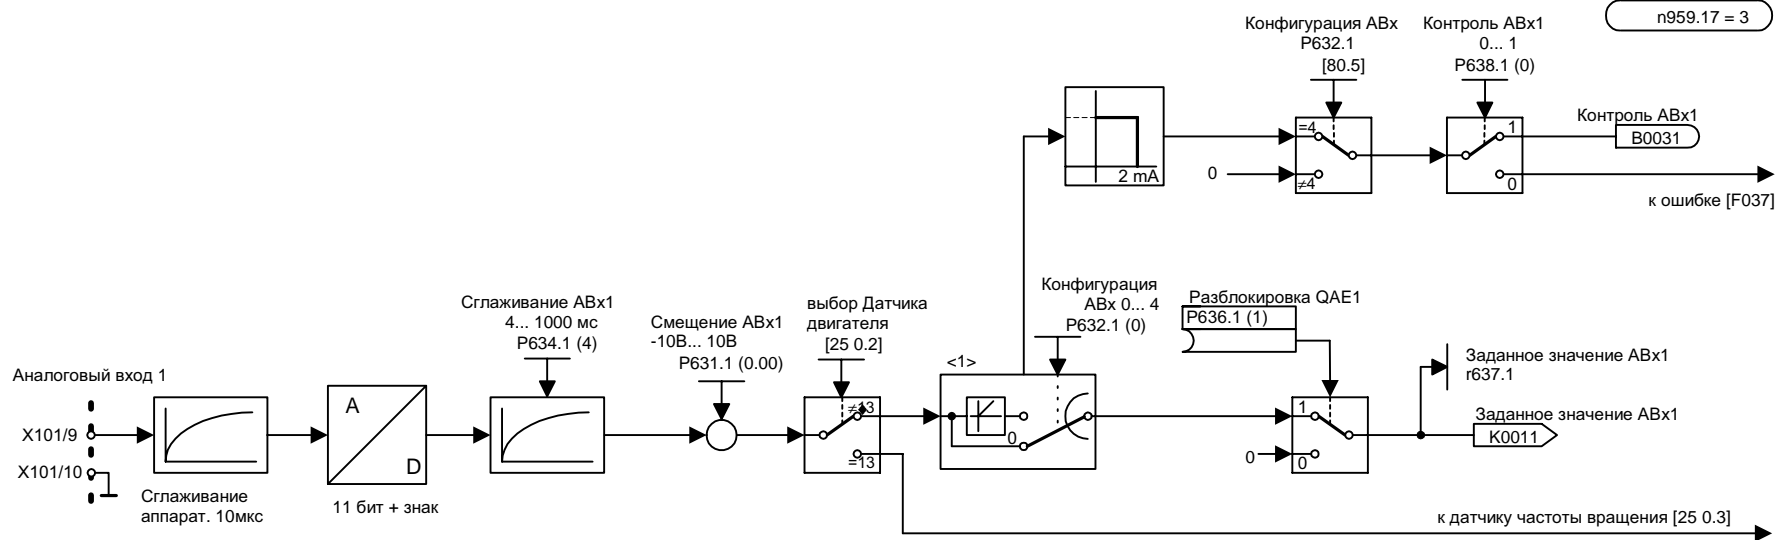 n959.17 = 3
Конфигурация АВх
P632.1
[80.5]
Контроль АВх1
0... 1
P638.1 (0)
Контроль АВх1
B0031
=4
≠4
0
1
0
2 mA
к ошибке [F037]
Конфигурация
АВх 0... 4
P632.1 (0)
Разблокировка QAE1
P636.1 (1)
Сглаживание АВх1
4... 1000 мс
P634.1 (4)
Смещение АВх1
-10В... 10В
P631.1 (0.00)
выбор Датчика
двигателя
[25 0.2]
<1>
Заданное значение АВх1
r637.1
Заданное значение АВх1
K0011
Аналоговый вход 1
X101/9
X101/10
A
D
≠13
=13
0
1
0
0
Сглаживание
аппарат. 10мкс
11 бит + знак
к датчику частоты вращения [25 0.3]